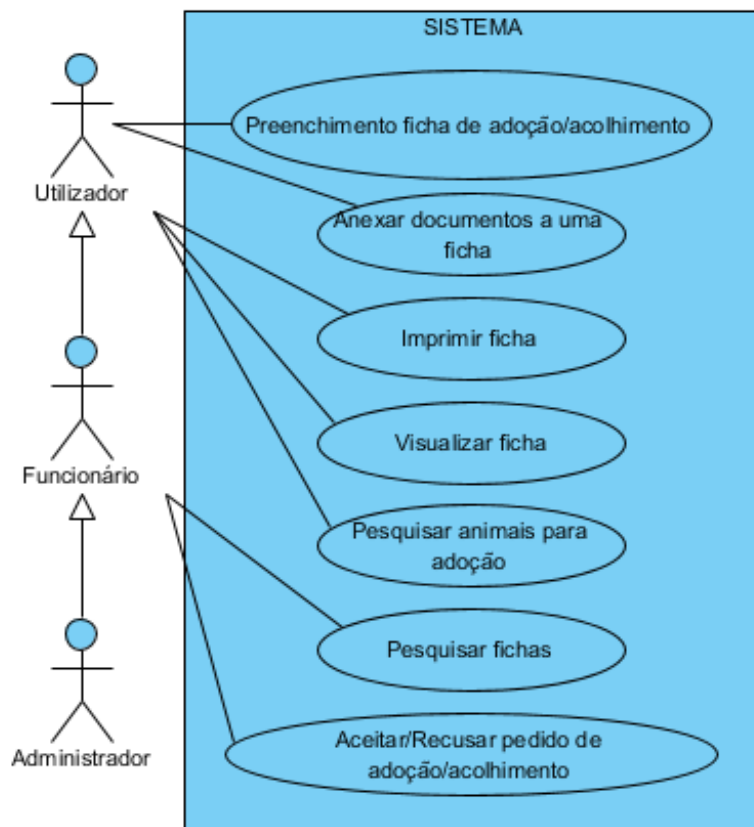 SISTEMA
Preenchimento ficha de adoção/acolhimento
Utilizador
Anexar documentos a uma
ficha
Imprimir ficha
Visualizar ficha
Funcionário
Pesquisar animais para
adoção
Pesquisar fichas
Aceitar/Recusar pedido de
adoção/acolhimento
Administrador